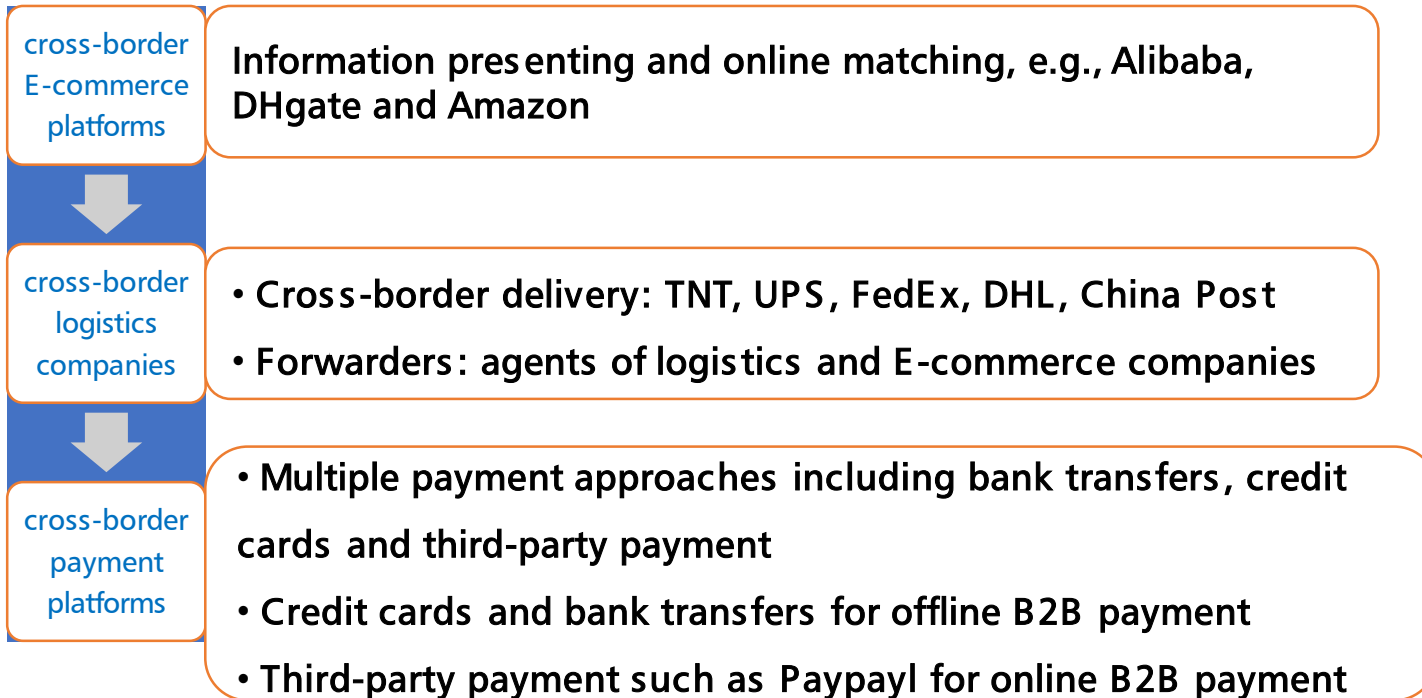 cross-border
E-commerce
platforms
Information presenting and online matching, e.g., Alibaba,
DHgate and Amazon
cross-border
logistics
companies
• Cross-border delivery: TNT, UPS, FedEx, DHL, China Post
• Forwarders: agents of logistics and E-commerce companies
cross-border
payment
platforms
• Multiple payment approaches including bank transfers, credit
cards and third-party payment
• Credit cards and bank transfers for offline B2B payment
• Third-party payment such as Paypayl for online B2B payment